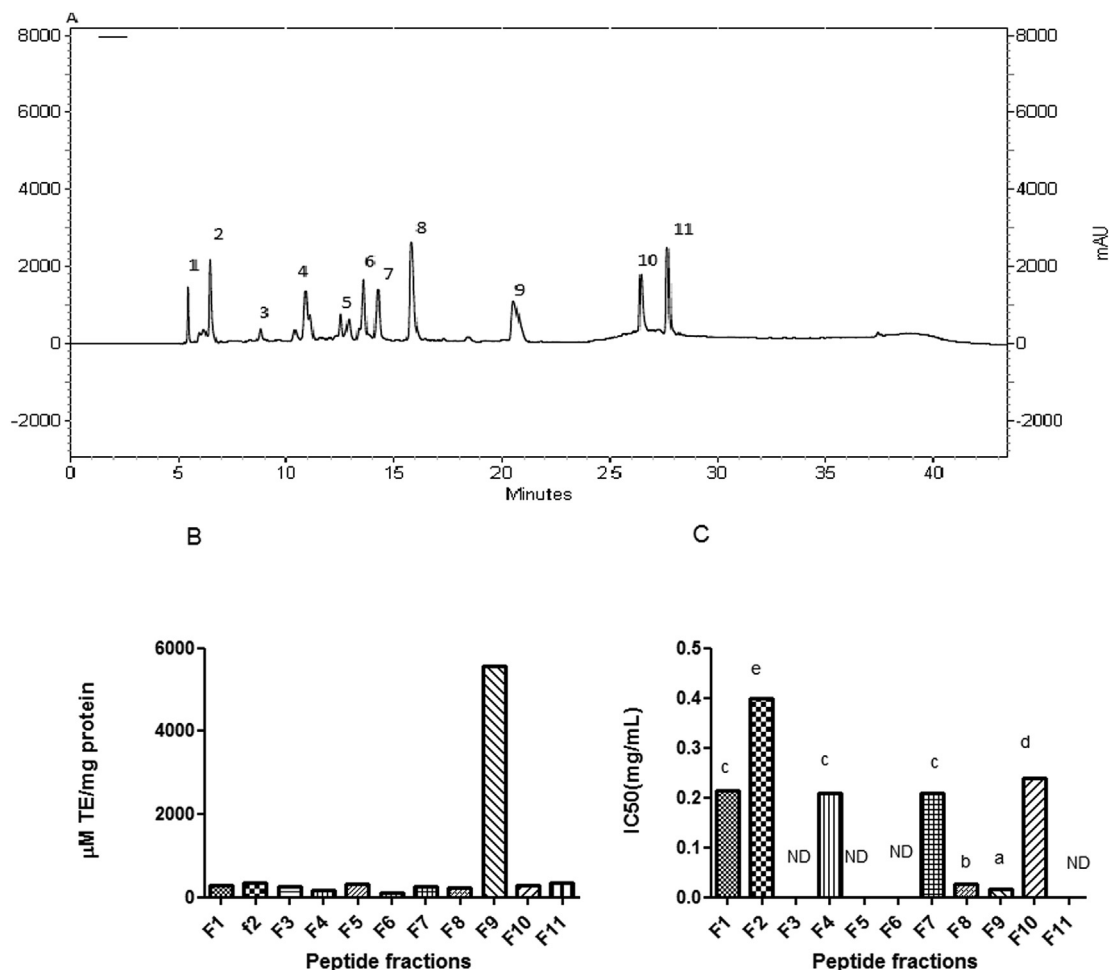 A
8000 8000
6000 6000
4000 4000
2000 2000
0 0
-2000 -2000
mAU
1 2 3 4 5 6 7 8 9 10 11
0 5 10 15 20 25 30 35 40
Minutes
B C
6000
4000
2000
0
µM TE/mg protein
F1 f2 F3 F4 F5 F6 F7 F8 F9 F10 F11
Peptide fractions
0.5
0.4
0.3
0.2
0.1
0.0
IC50(mg/mL)
c e ND c ND ND c b a d ND
F1 F2 F3 F4 F5 F6 F7 F8 F9 F10 F11
Peptide fractions